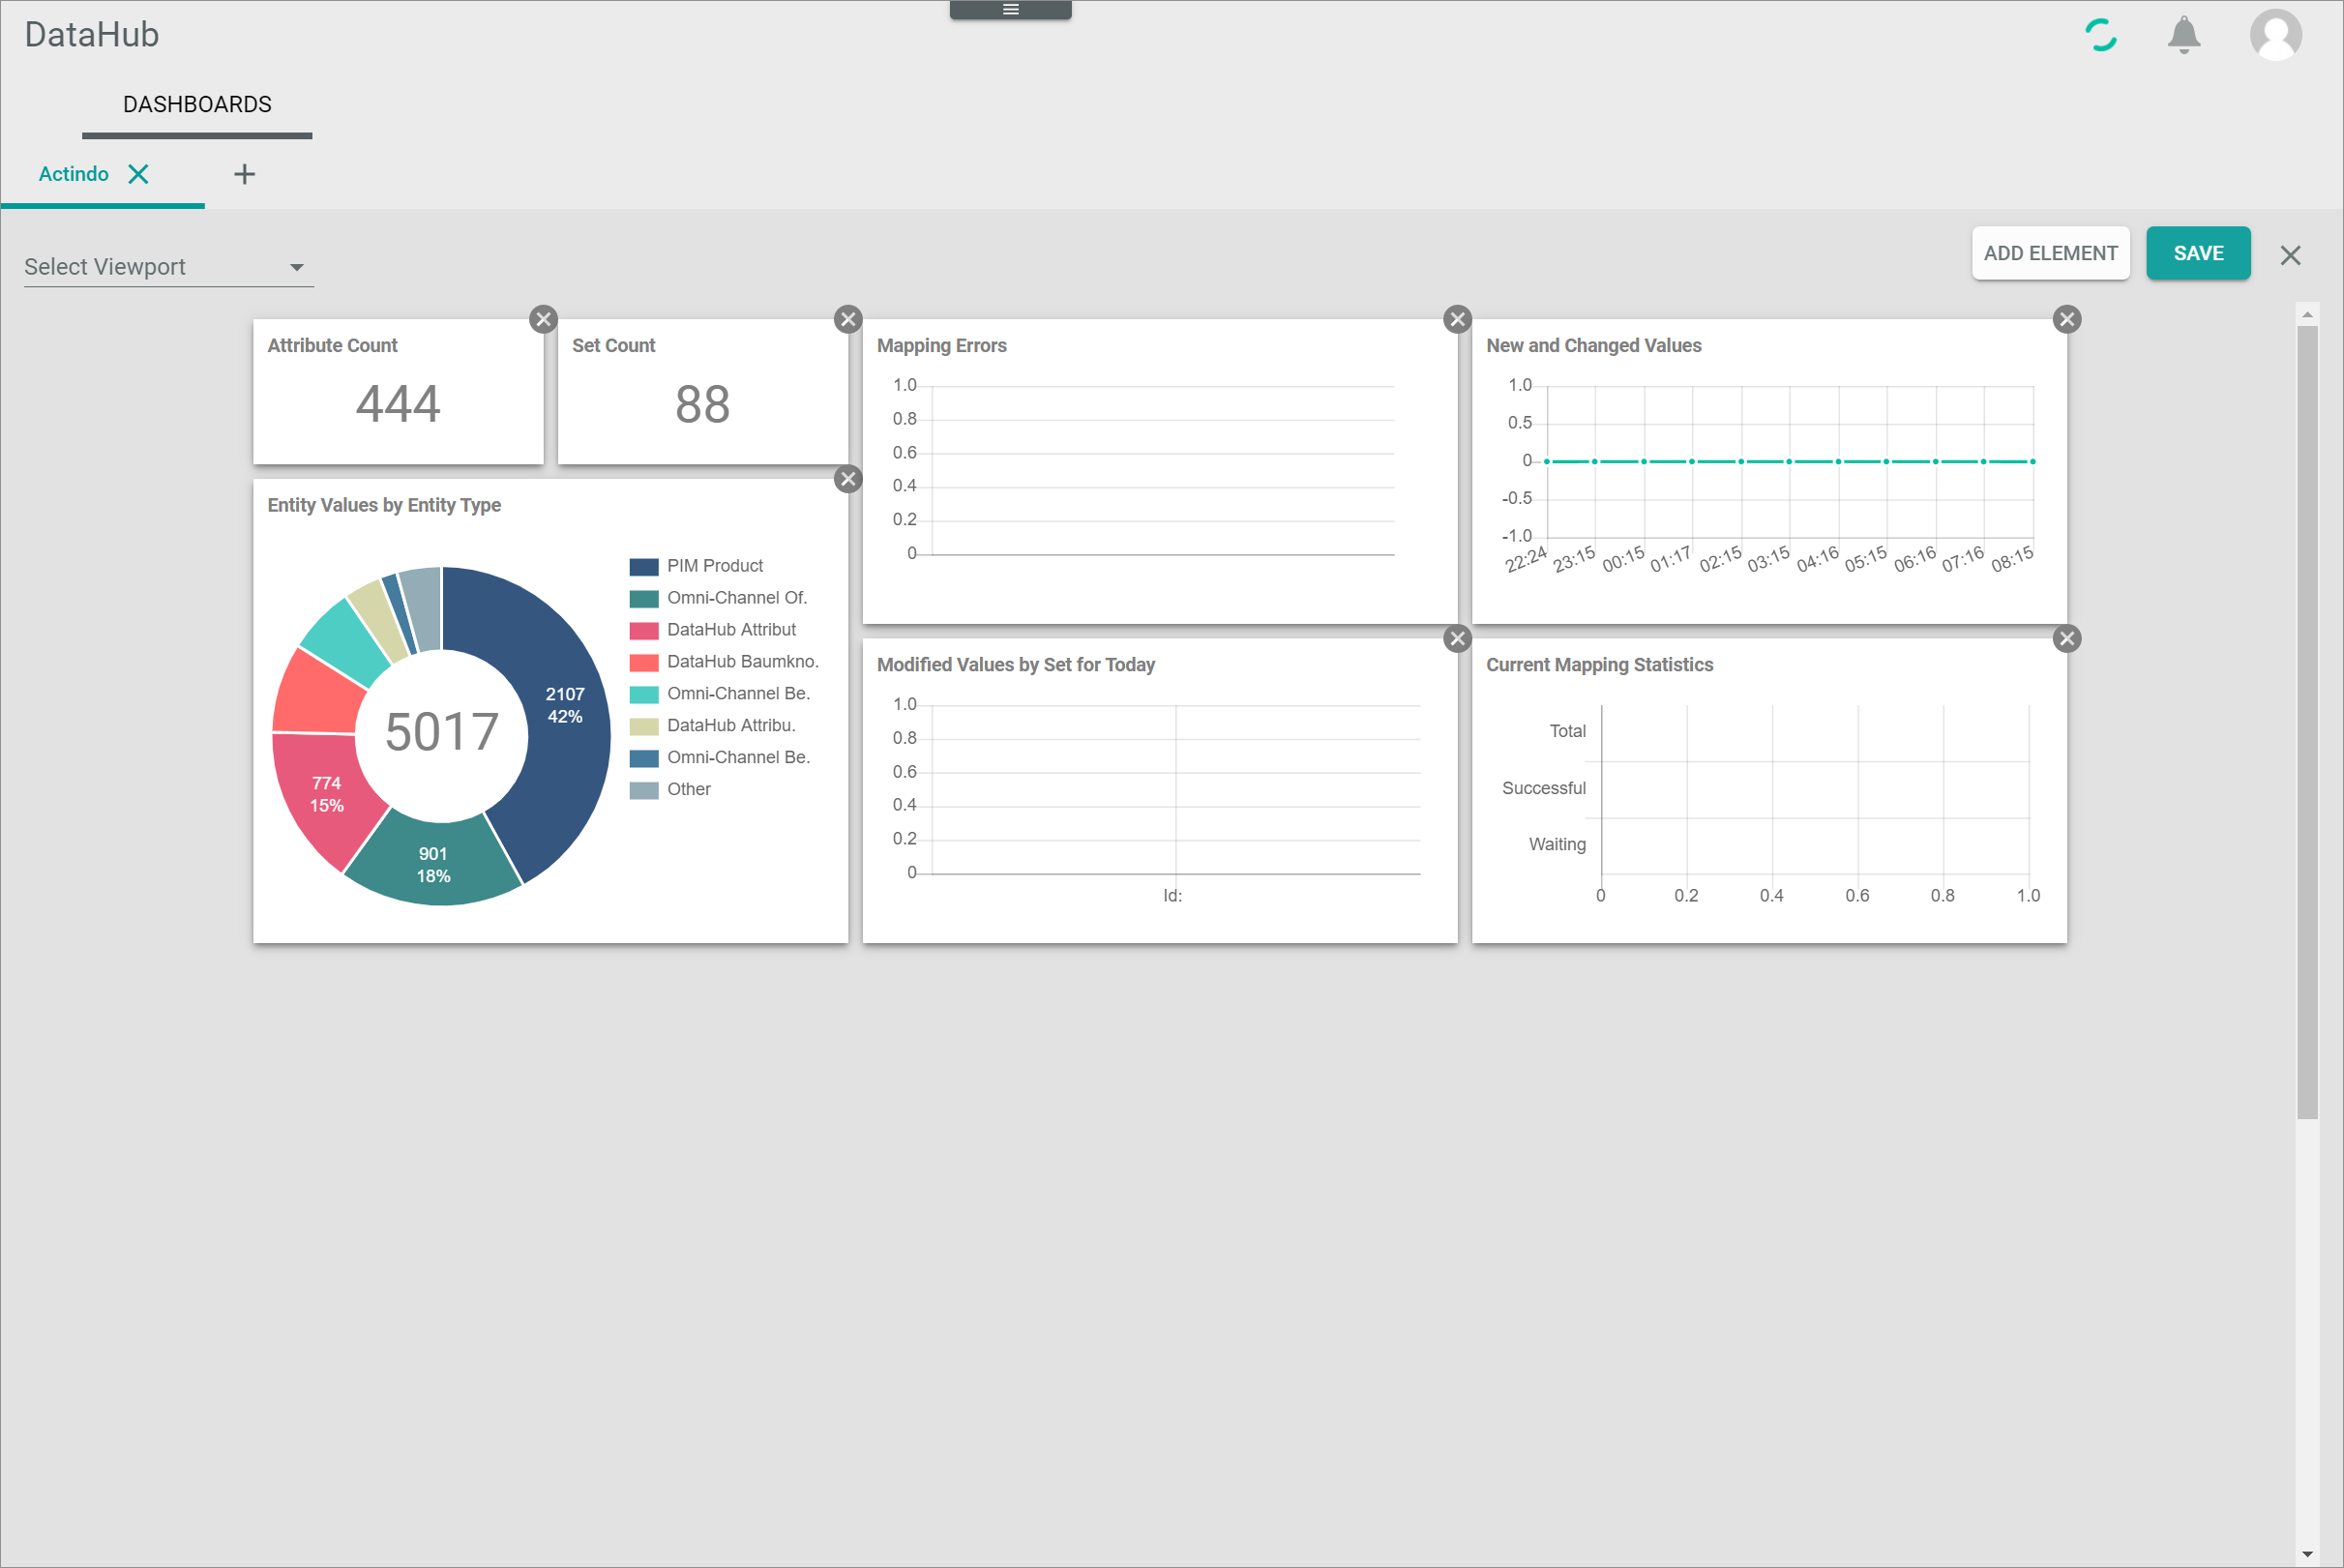 DataHub
DASHBOARDS
Actindo
Select Viewport
ADD ELEMENT
SAVE
Attribute Count
444
Set Count
88
Mapping Errors
1.0
0.8
0.6
0.4
0.2
0
New and Changed Values
1.0
0.5
0
-0.5
-1.0
22:24 23:15 00:15 01:17 02:15 03:15 04:16 05:15 06:16 07:16 08:15
Entity Values by Entity Type
5017
2107
42%
901
18%
774
15%
PIM Product
Omni-Channel Of.
DataHub Attribut
DataHub Baumkno.
Omni-Channel Be.
DataHub Attribu.
Omni-Channel Be.
Other
Modified Values by Set for Today
1.0
0.8
0.6
0.4
0.2
0
Id:
Current Mapping Statistics
Total
Successful
Waiting
0 0.2 0.4 0.6 0.8 1.0